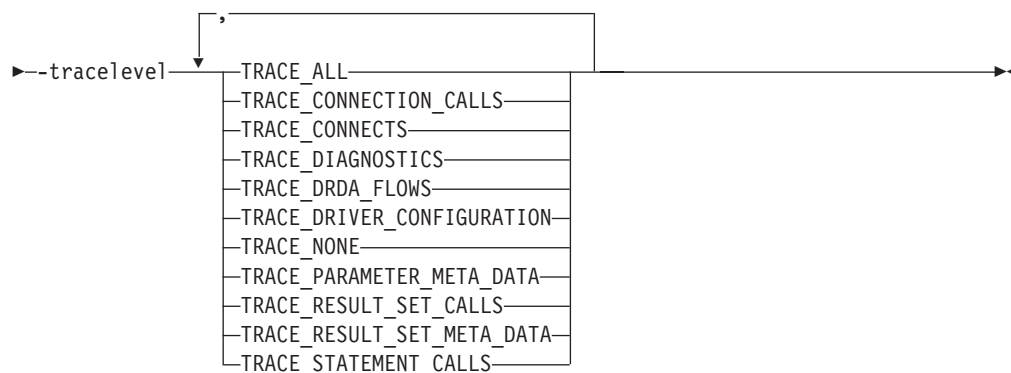 ,
-tracelevel TRACE_ALL
TRACE_CONNECTION_CALLS
TRACE_CONNECTS
TRACE_DIAGNOSTICS
TRACE_DRDA_FLOWS
TRACE_DRIVER_CONFIGURATION
TRACE_NONE
TRACE_PARAMETER_META_DATA
TRACE_RESULT_SET_CALLS
TRACE_RESULT_SET_META_DATA
TRACE_STATEMENT_CALLS